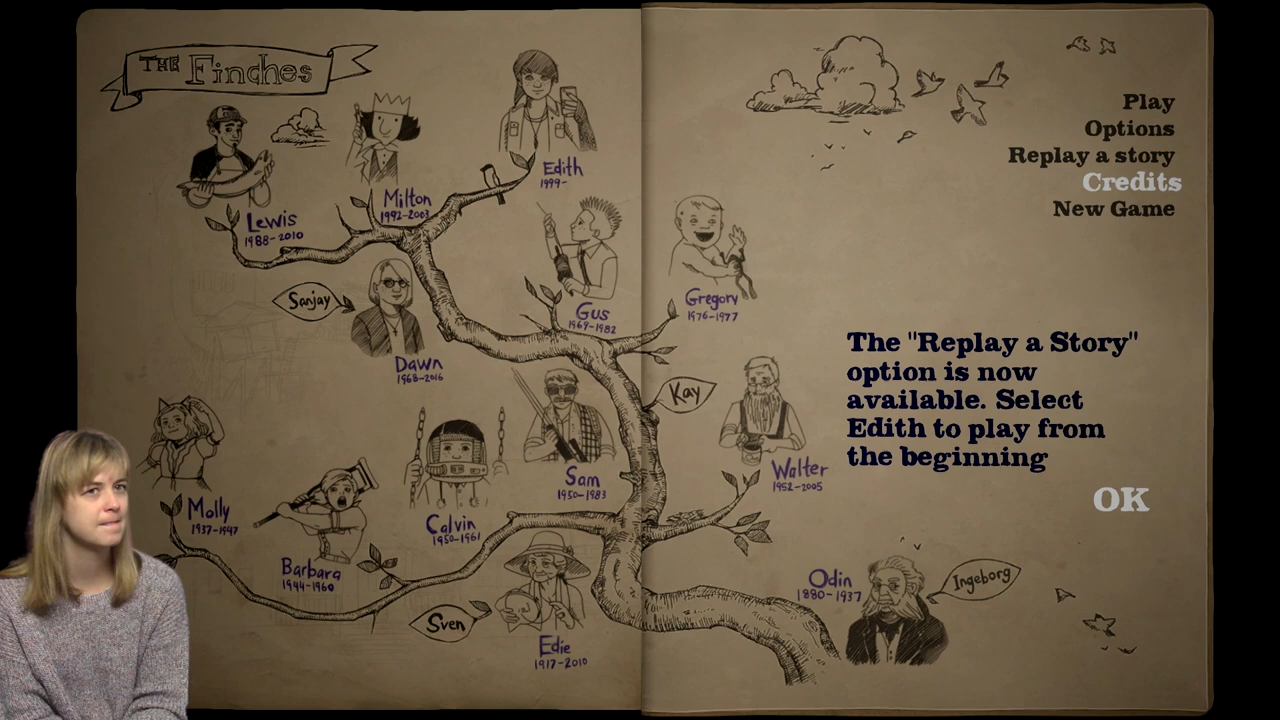 THE Finches
Edith
1999-
Milton
1992-2003
Lewis
1988-2010
Sanjay
Gus
1969-1982
Gregory
1976-1977
Dawn
1968-2016
Kay
Sam
1950-1983
Walter
1952-2005
Molly
1937-1947
Calvin
1950-1961
Barbara
1944-1960
Sven
Edie
1917-2010
Odin
1880-1937
Ingeborg
Play
Options
Replay a story
Credits
New Game
The "Replay a Story"
option is now
available. Select
Edith to play from
the beginning
OK